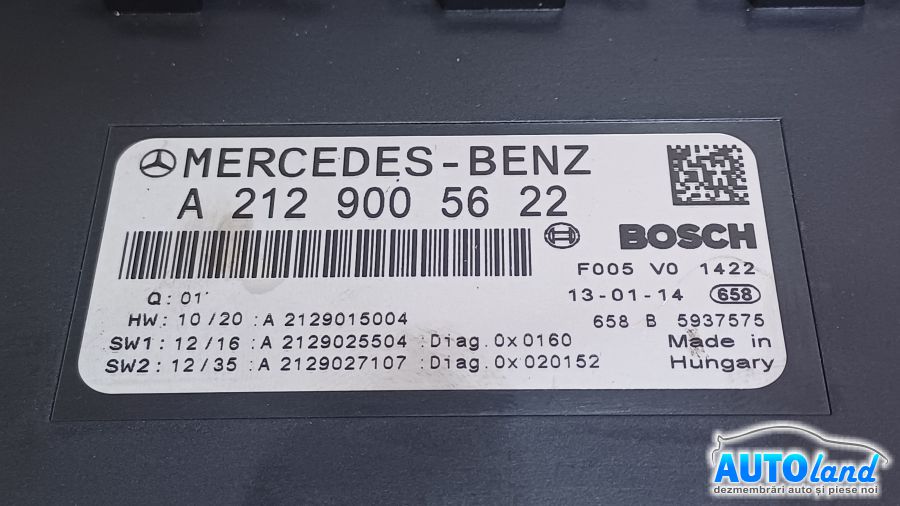 MERCEDES-BENZ
A 212 900 56 22
BOSCH
F005 V0 1422
Q: 01
13-01-14 658
HW: 10/20 :A 2129015004
658 B 5937575
SW1: 12/16 :A 2129025504 :Diag.0x0160
Made in
SW2: 12/35 :A 2129027107 :Diag.0x020152
Hungary
AUTOland
dezmembrări auto și piese noi